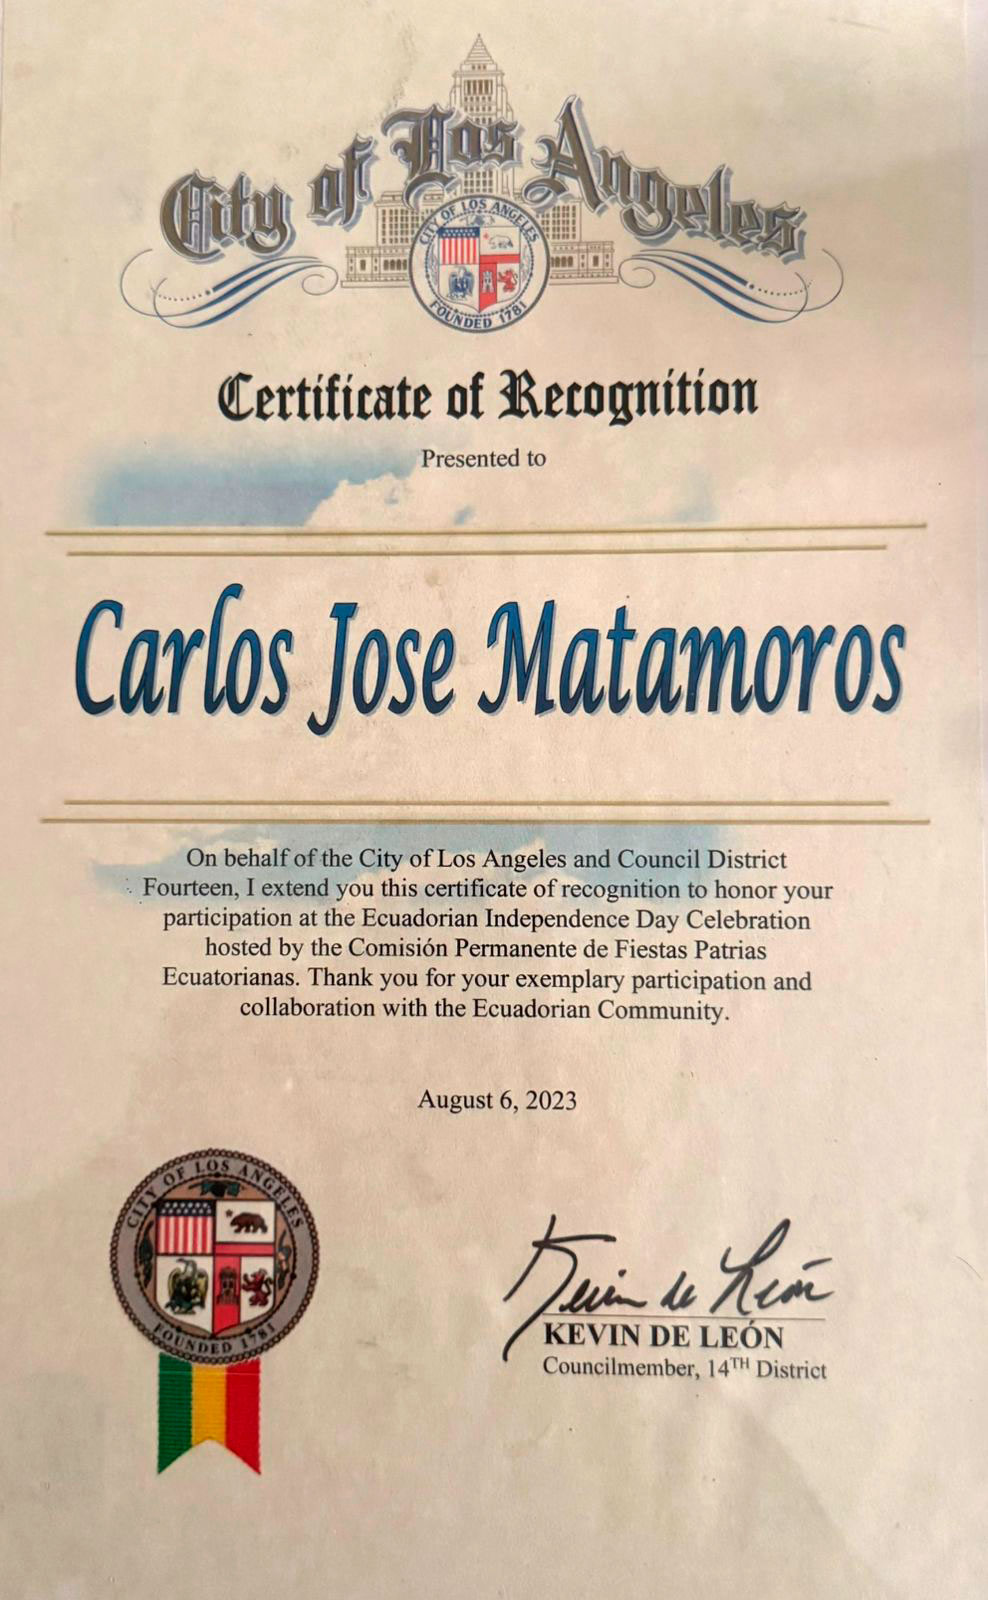 City of Los Angeles
CITY OF LOS ANGELES
FOUNDED 1781
Certificate of Recognition
Presented to
Carlos Jose Matamoros
On behalf of the City of Los Angeles and Council District
Fourteen, I extend you this certificate of recognition to honor your
participation at the Ecuadorian Independence Day Celebration
hosted by the Comisión Permanente de Fiestas Patrias
Ecuatorianas. Thank you for your exemplary participation and
collaboration with the Ecuadorian Community.
August 6, 2023
CITY OF LOS ANGELES
FOUNDED 1781
Kevin de León
KEVIN DE LEÓN
Councilmember, 14TH District